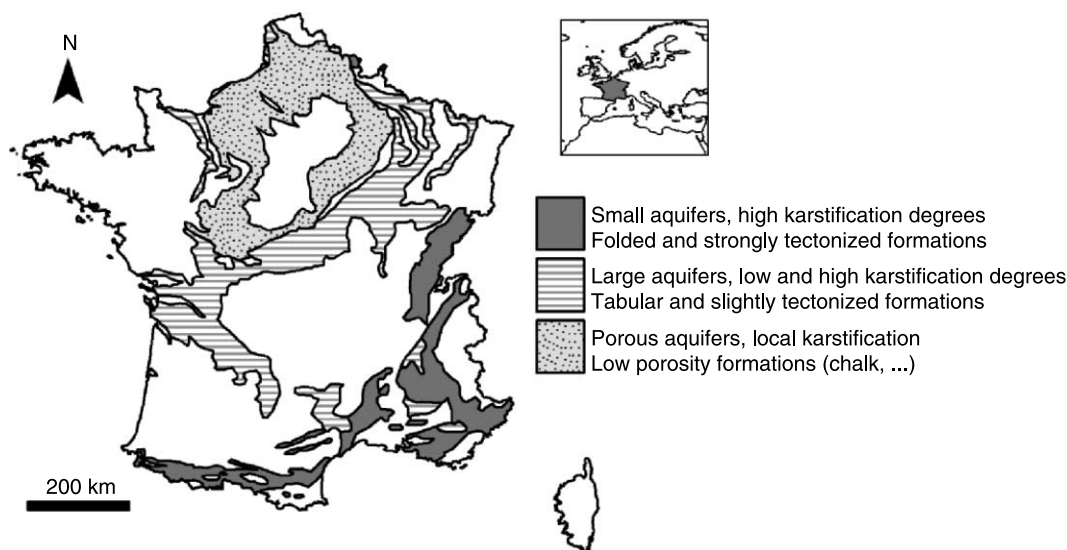 N
Small aquifers, high karstification degrees
Folded and strongly tectonized formations
Large aquifers, low and high karstification degrees
Tabular and slightly tectonized formations
Porous aquifers, local karstification
Low porosity formations (chalk, ...)
200 km